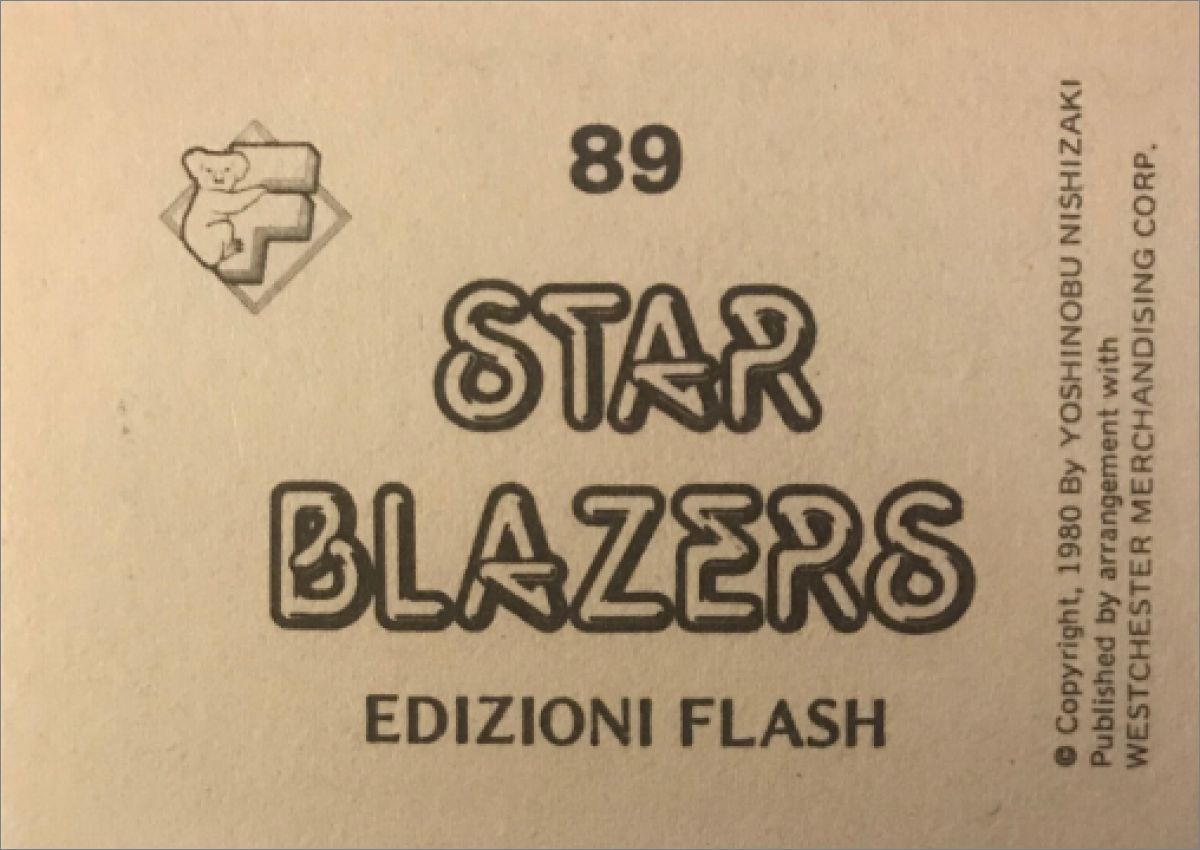 89
STAR
BLAZERS
EDIZIONI FLASH
© Copyright, 1980 By YOSHINOBU NISHIZAKI
Published by arrangement with
WESTCHESTER MERCHANDISING CORP.